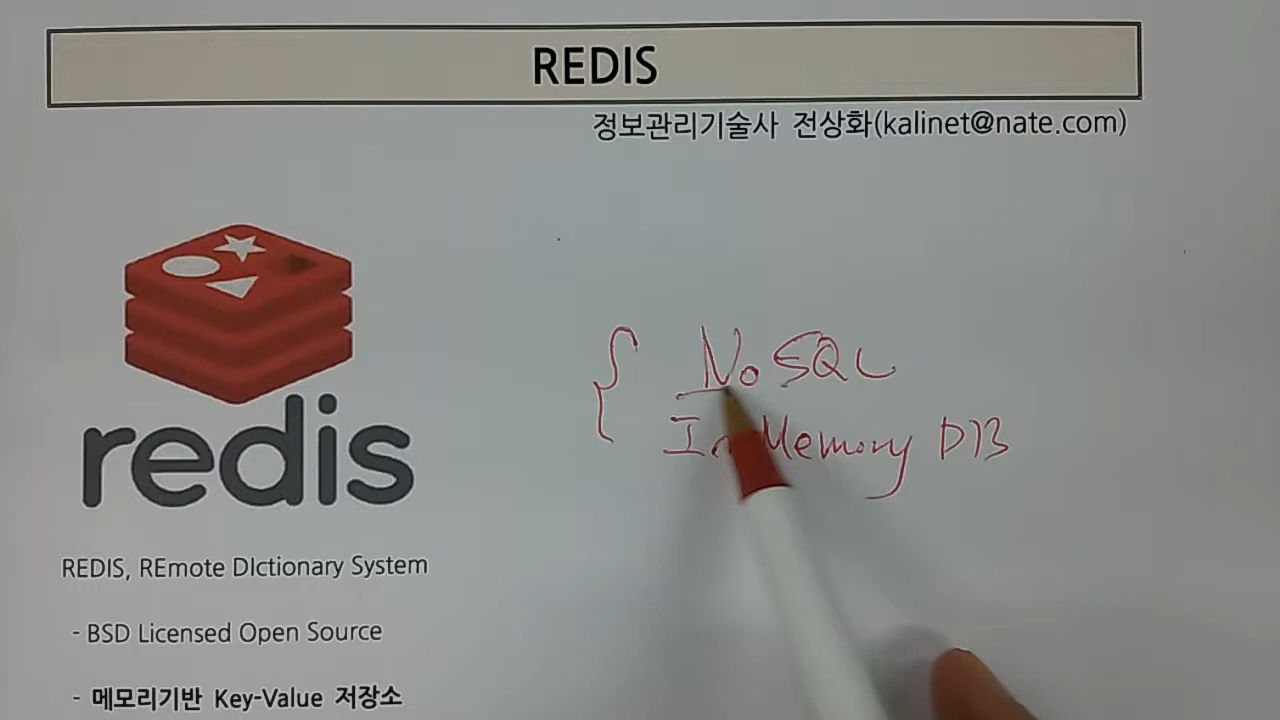 REDIS
정보관리기술사 전상화(kalinet@nate.com)
NoSQL
In Memory DB
redis
REDIS, REmote DIctionary System
- BSD Licensed Open Source
- 메모리기반 Key-Value 저장소